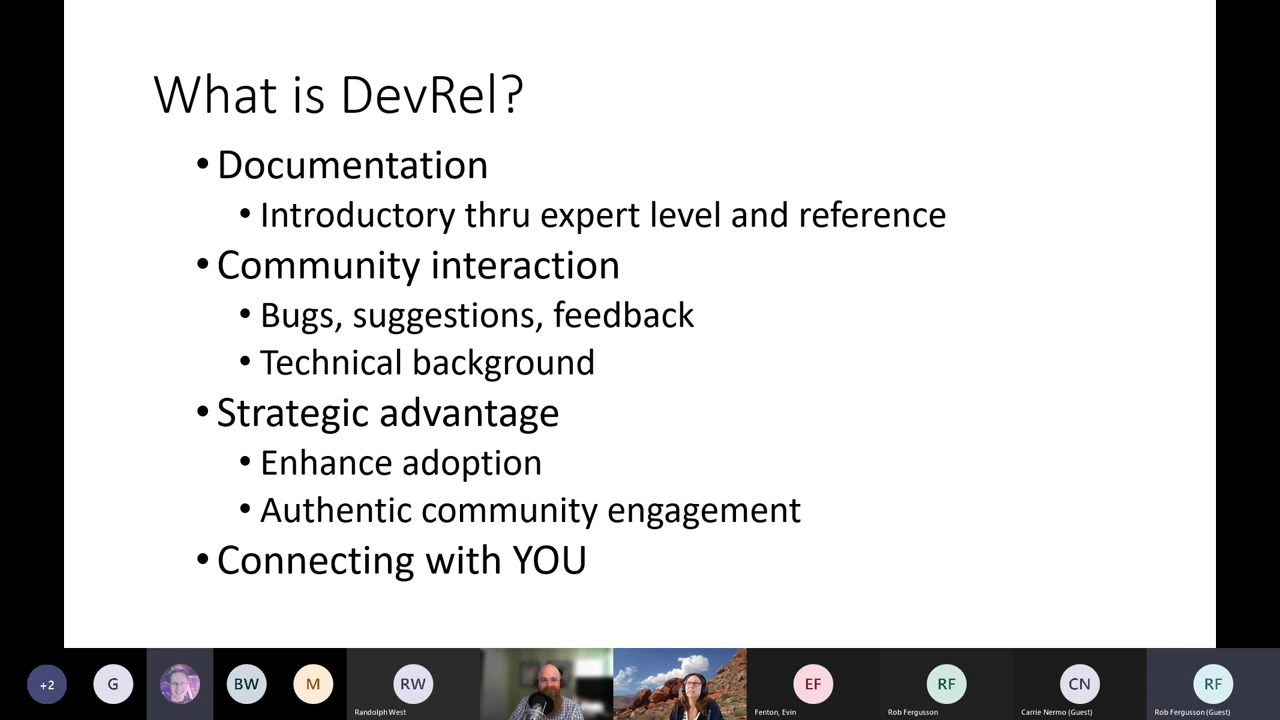 What is DevRel?
• Documentation
• Introductory thru expert level and reference
• Community interaction
• Bugs, suggestions, feedback
• Technical background
• Strategic advantage
• Enhance adoption
• Authentic community engagement
• Connecting with YOU
+2
G
BW
M
RW
EF
RF
CN
RF
Randolph West
Fenton, Evin
Rob Fergusson
Carrie Nermo (Guest)
Rob Fergusson (Guest)